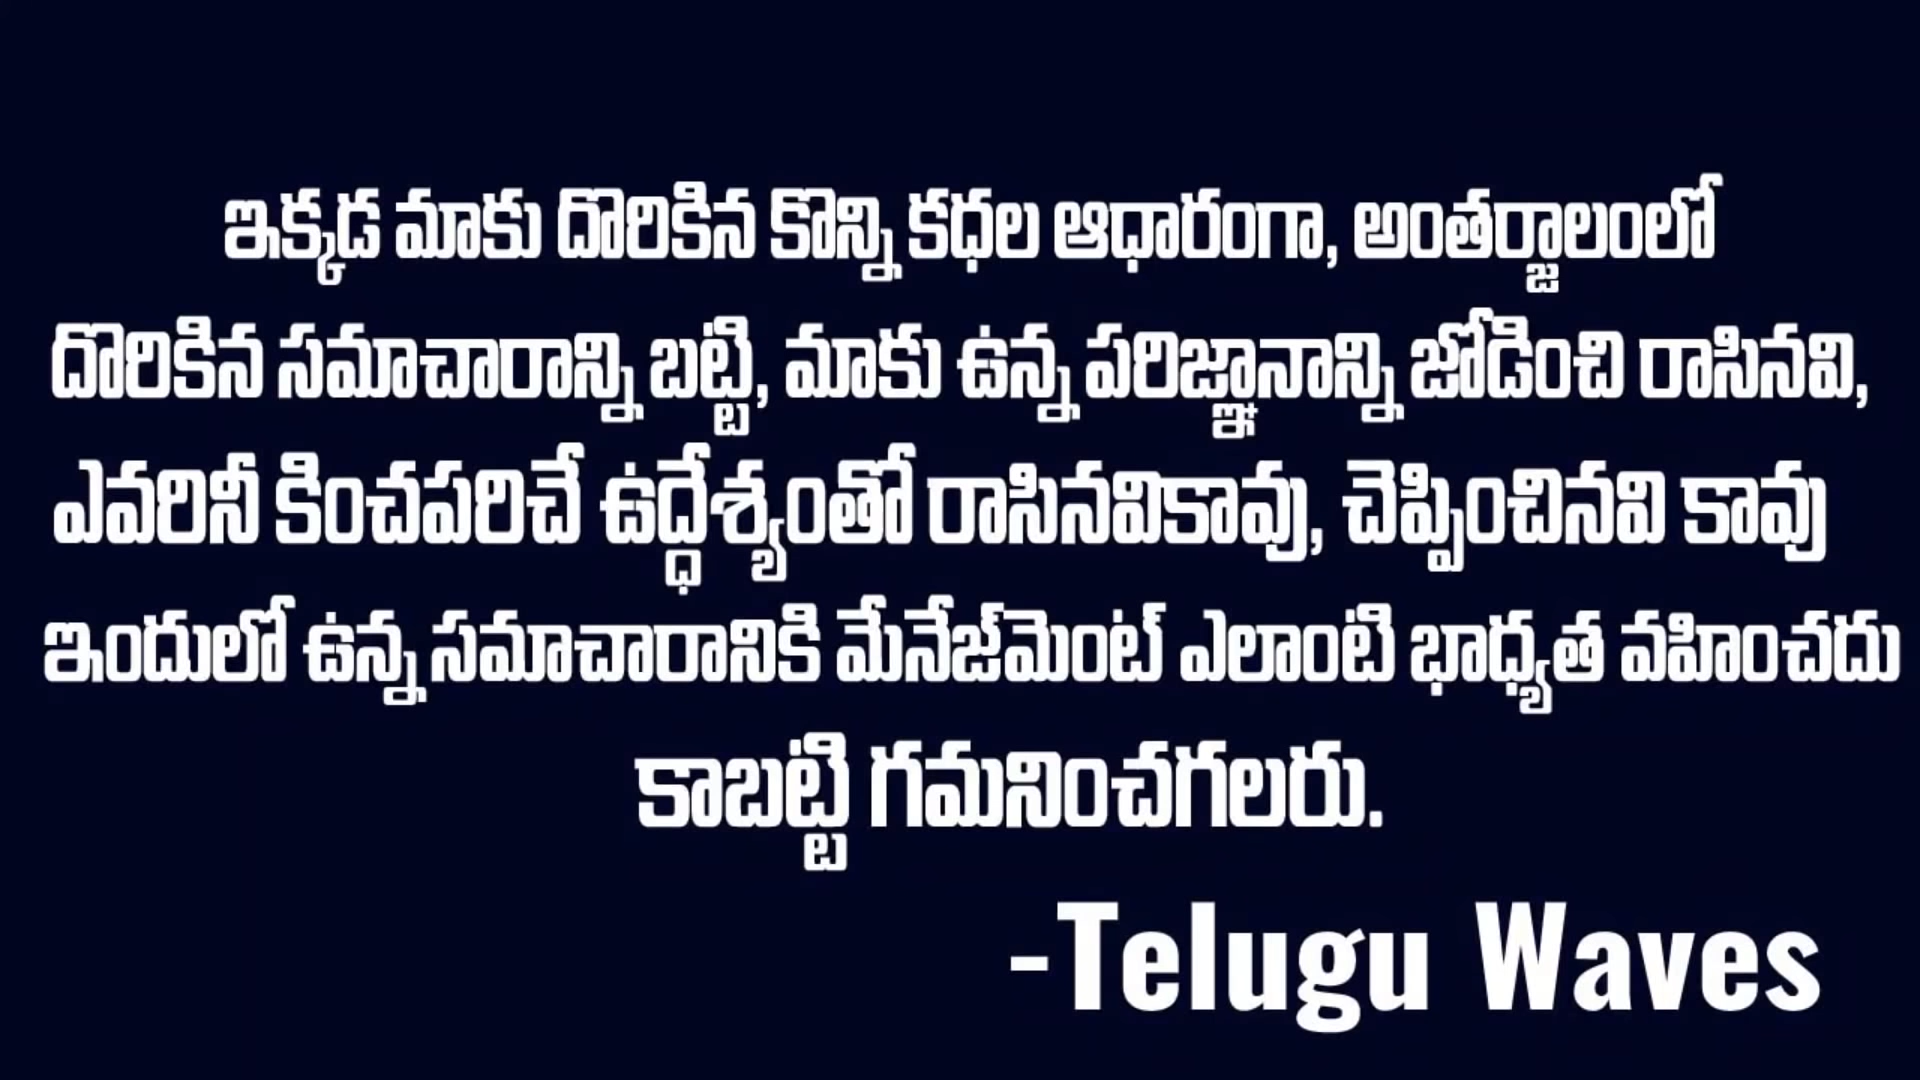 ఇక్కడ మాకు దొరికిన కొన్ని కధల ఆధారంగా, అంతర్జాలంలో
దొరికిన సమాచారాన్ని బట్టి, మాకు ఉన్న పరిజ్ఞానాన్ని జోడించి రాసినవి,
ఎవరినీ కించపరిచే ఉద్ధేశ్యంతో రాసినవికావు, చెప్పించినవి కావు
ఇందులో ఉన్న సమాచారానికి మేనేజ్‌మెంట్ ఎలాంటి భాధ్యత వహించదు
కాబట్టి గమనించగలరు.
-Telugu Waves